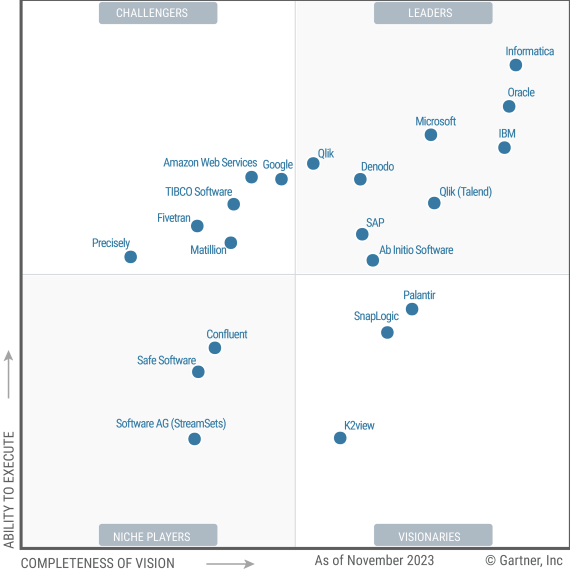 CHALLENGERS
LEADERS
Informatica
Oracle
Microsoft
IBM
Qlik
Amazon Web Services
Google
Denodo
TIBCO Software
Qlik (Talend)
Fivetran
SAP
Precisely
Matillion
Ab Initio Software
Palantir
SnapLogic
Confluent
Safe Software
Software AG (StreamSets)
K2view
NICHE PLAYERS
VISIONARIES
ABILITY TO EXECUTE
COMPLETENESS OF VISION
As of November 2023
© Gartner, Inc